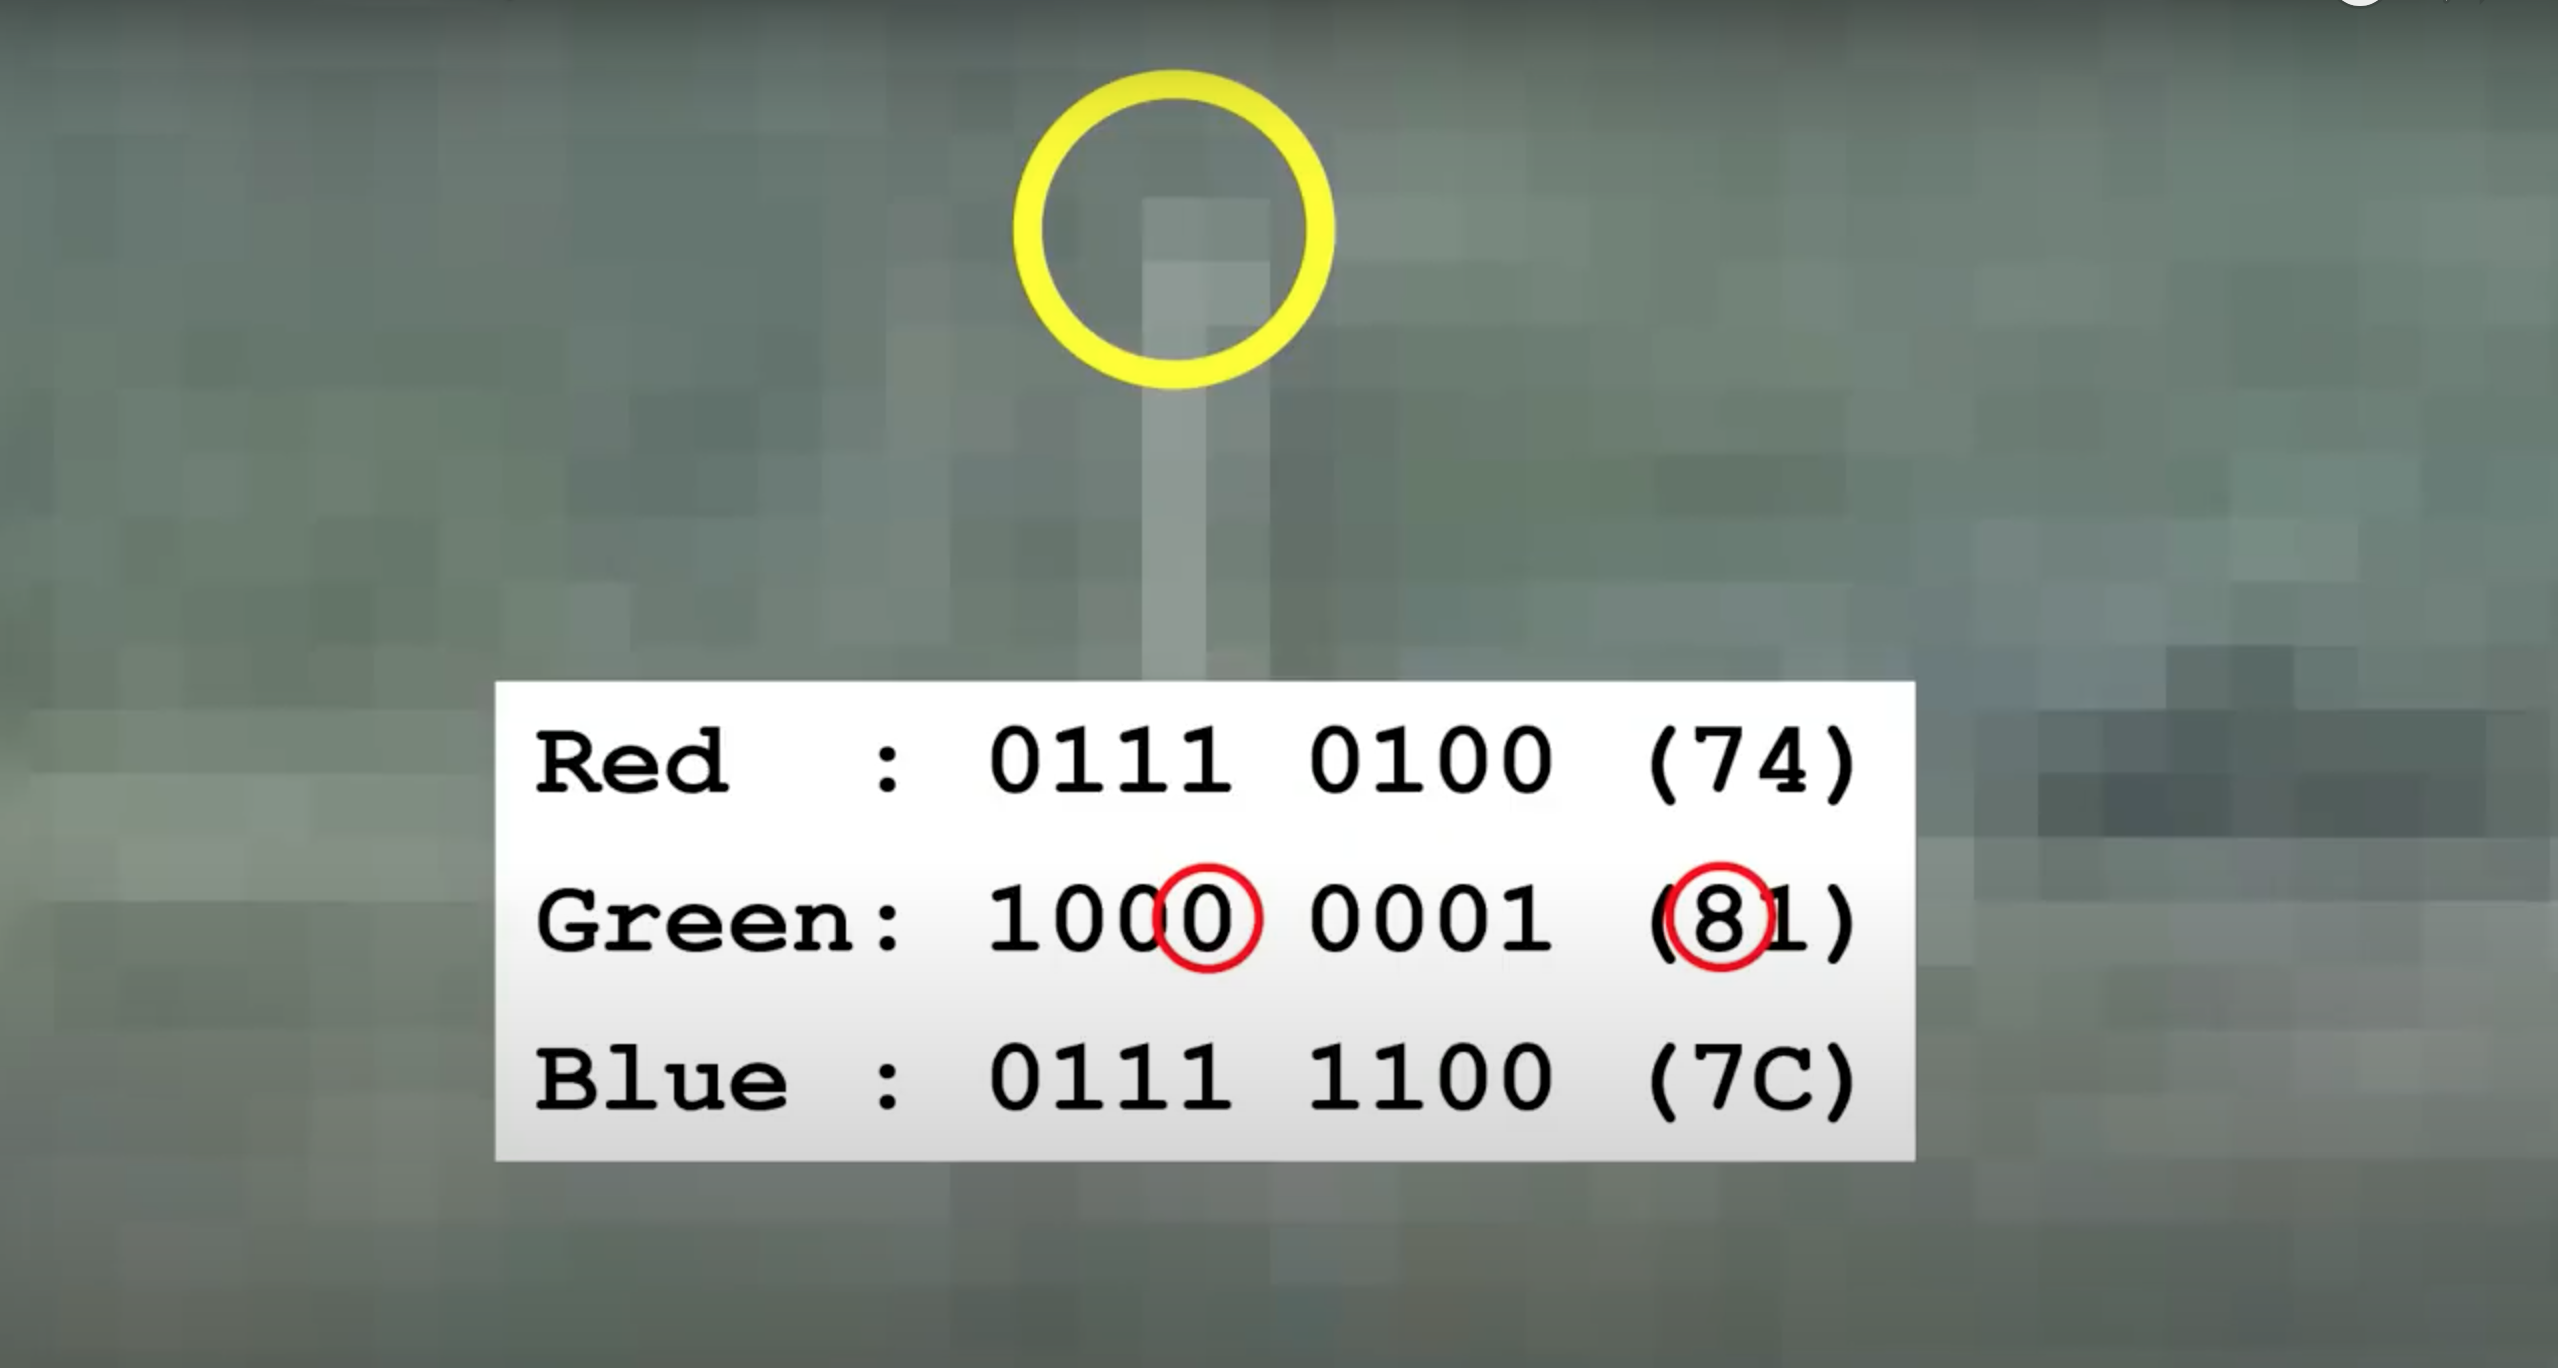 Red   : 0111 0100 (74)
Green: 1000 0001 (81)
Blue  : 0111 1100 (7C)